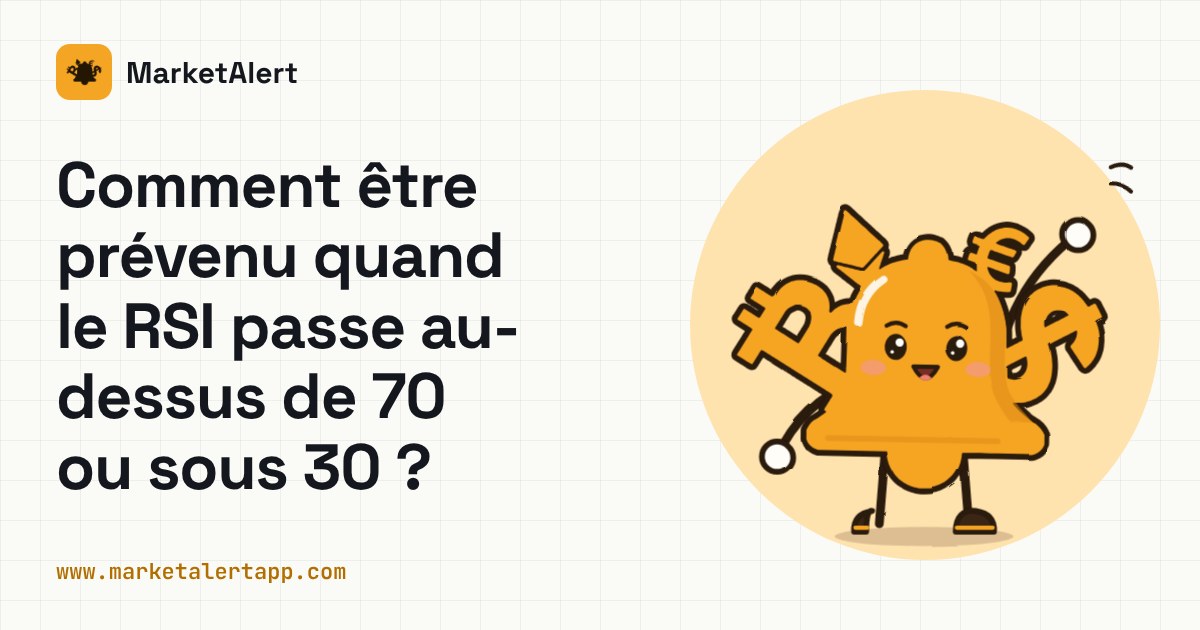 MarketAlert
Comment être
prévenu quand
le RSI passe au-
dessus de 70
ou sous 30 ?
www.marketalertapp.com